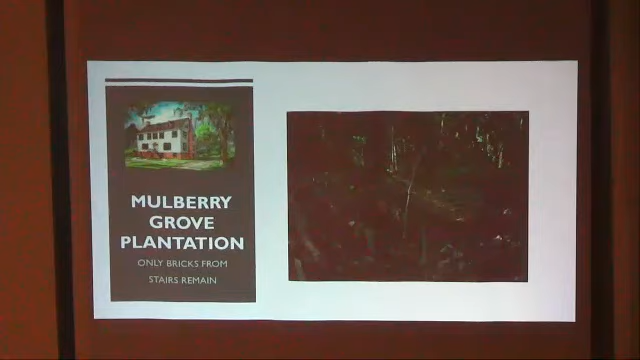 MULBERRY
GROVE
PLANTATION
ONLY BRICKS FROM
STAIRS REMAIN